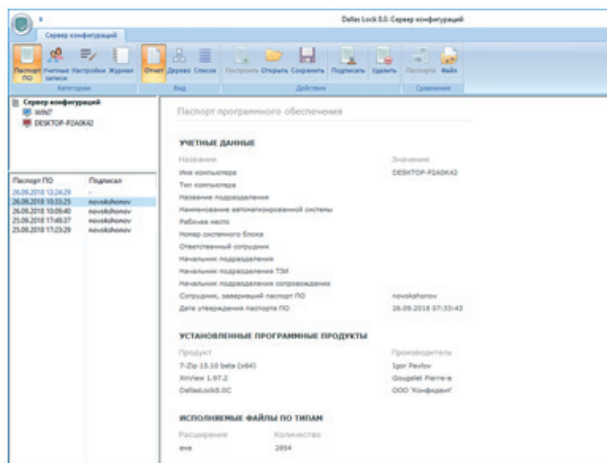 Dallas Lock 8.0: Сервер конфигураций
Сервер конфигураций
Паспорт ПО
Учетные записи
Настройки
Журнал
Отчет
Дерево
Список
Построить
Открыть
Сохранить
Подписать
Удалить
Паспорта
Файл
Категории
Вид
Действия
Сравнение
Сервер конфигураций
WIN7
DESKTOP-P2A0K42
Паспорт ПО Подписал
26.09.2018 12:24:29 -
26.09.2018 10:33:25 novokshonov
26.09.2018 10:09:40 novokshonov
25.09.2018 17:48:37 novokshonov
25.09.2018 17:23:29 novokshonov
Паспорт программного обеспечения
УЧЕТНЫЕ ДАННЫЕ
Название Значение
Имя компьютера DESKTOP-P2A0K42
Тип компьютера
Название подразделения
Наименование автоматизированной системы
Рабочее место
Номер системного блока
Ответственный сотрудник
Начальник подразделения
Начальник подразделения ТЗИ
Начальник подразделения сопровождения
Сотрудник, заверивший паспорт ПО novokshonov
Дата утверждения паспорта ПО 26.09.2018 07:33:43
УСТАНОВЛЕННЫЕ ПРОГРАММНЫЕ ПРОДУКТЫ
Продукт Производитель
7-Zip 15.10 beta (x64) Igor Pavlov
XnView 1.97.2 Gougelet Pierre-e
DallasLock8.0C ООО "Конфидент"
ИСПОЛНЯЕМЫЕ ФАЙЛЫ ПО ТИПАМ
Расширение Количество
exe 2854